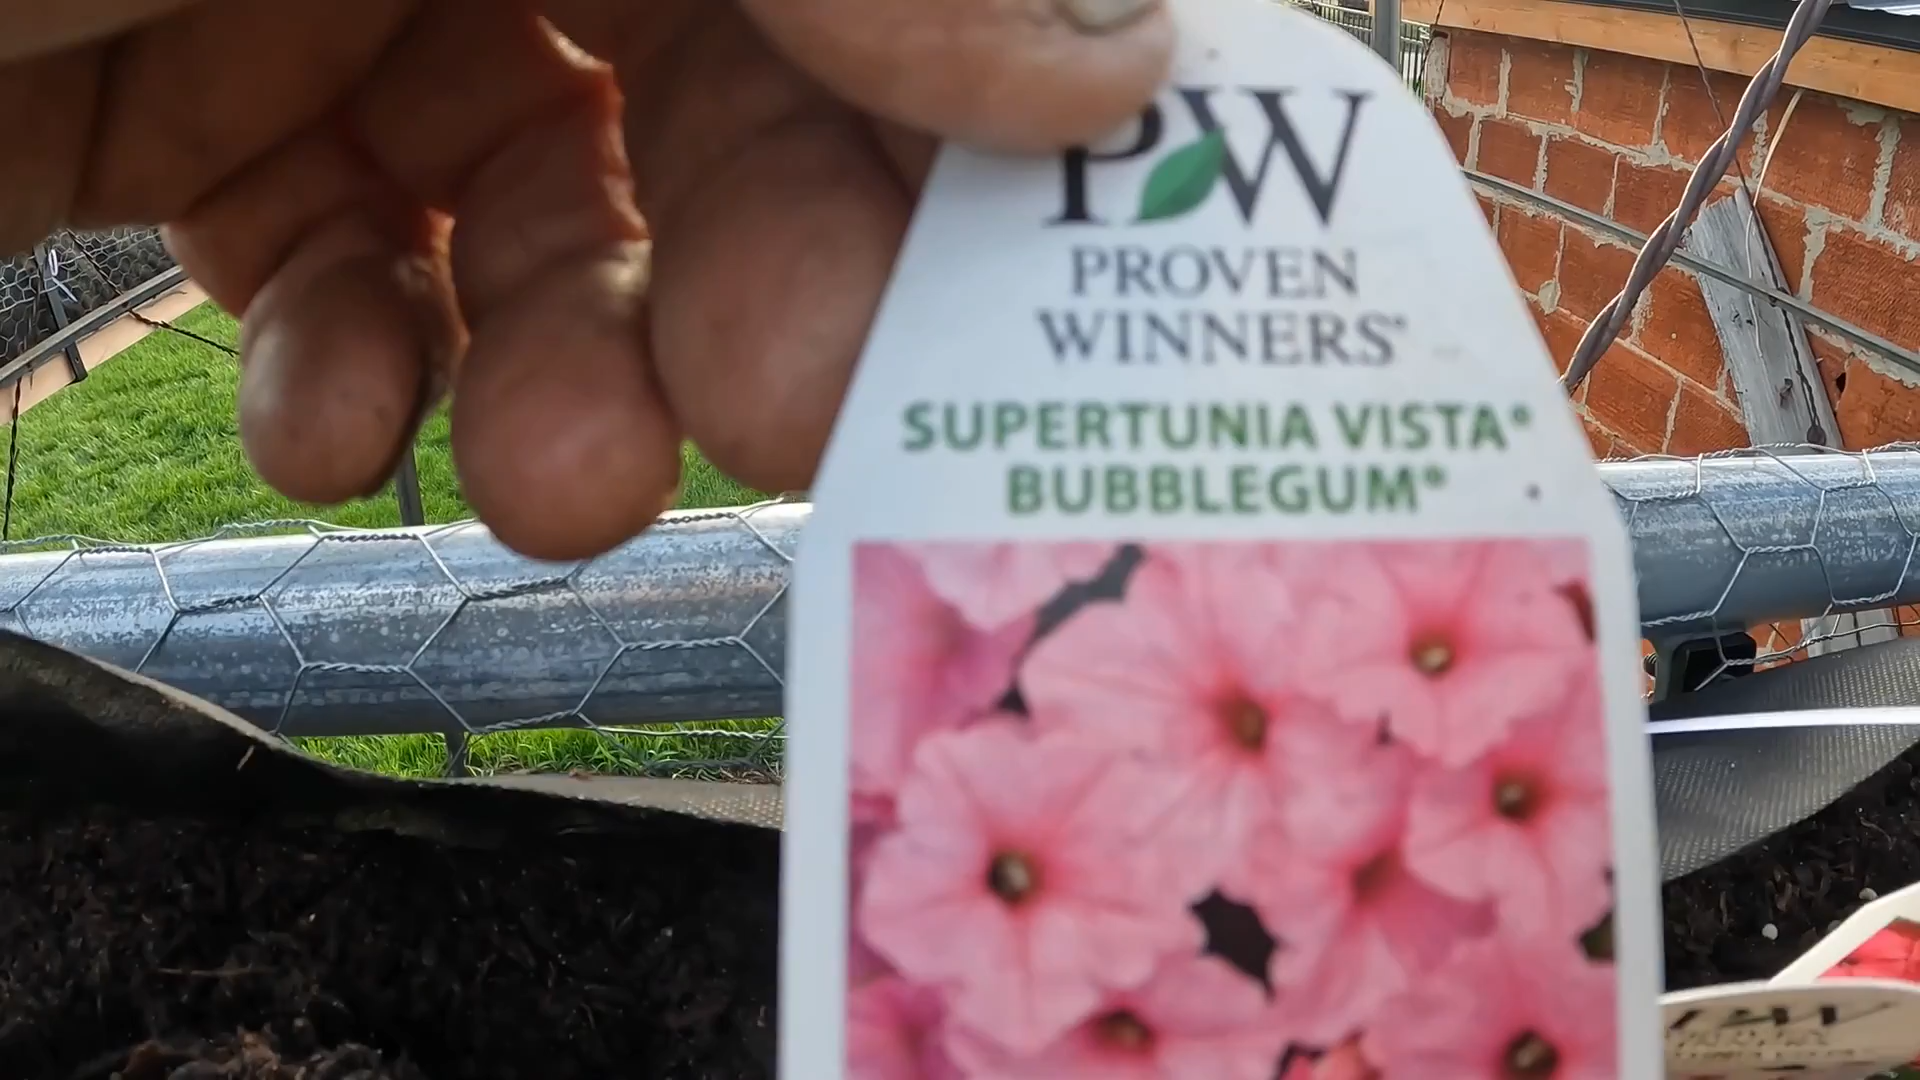 PW
PROVEN
WINNERS®
SUPERTUNIA VISTA®
BUBBLEGUM®